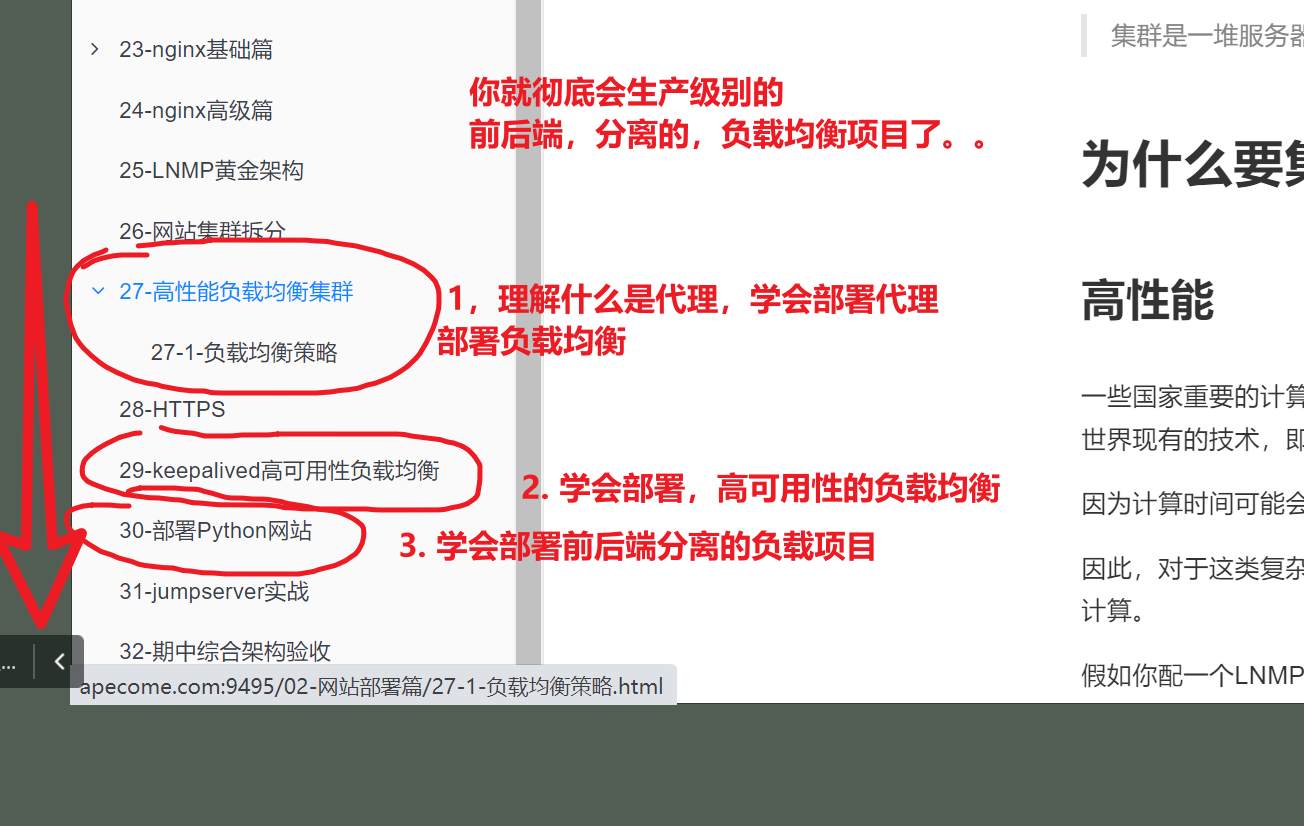 23-nginx基础篇
24-nginx高级篇
25-LNMP黄金架构
26-网站集群拆分
27-高性能负载均衡集群
27-1-负载均衡策略
28-HTTPS
29-keepalived高可用性负载均衡
30-部署Python网站
31-jumpserver实战
32-期中综合架构验收
...
apecome.com:9495/02-网站部署篇/27-1-负载均衡策略.html
你就彻底会生产级别的
前后端，分离的，负载均衡项目了。。
1，理解什么是代理，学会部署代理
部署负载均衡
2. 学会部署，高可用性的负载均衡
3. 学会部署前后端分离的负载项目
集群是一堆服务器
为什么要集
高性能
一些国家重要的计算
世界现有的技术，即
因为计算时间可能会
因此，对于这类复杂
计算。
假如你配一个LNMP